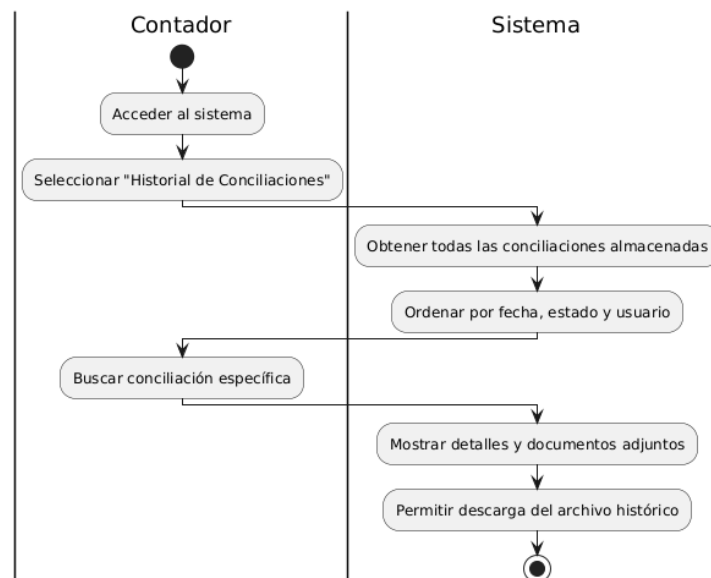 Contador
Sistema
Acceder al sistema
Seleccionar "Historial de Conciliaciones"
Obtener todas las conciliaciones almacenadas
Ordenar por fecha, estado y usuario
Buscar conciliación específica
Mostrar detalles y documentos adjuntos
Permitir descarga del archivo histórico